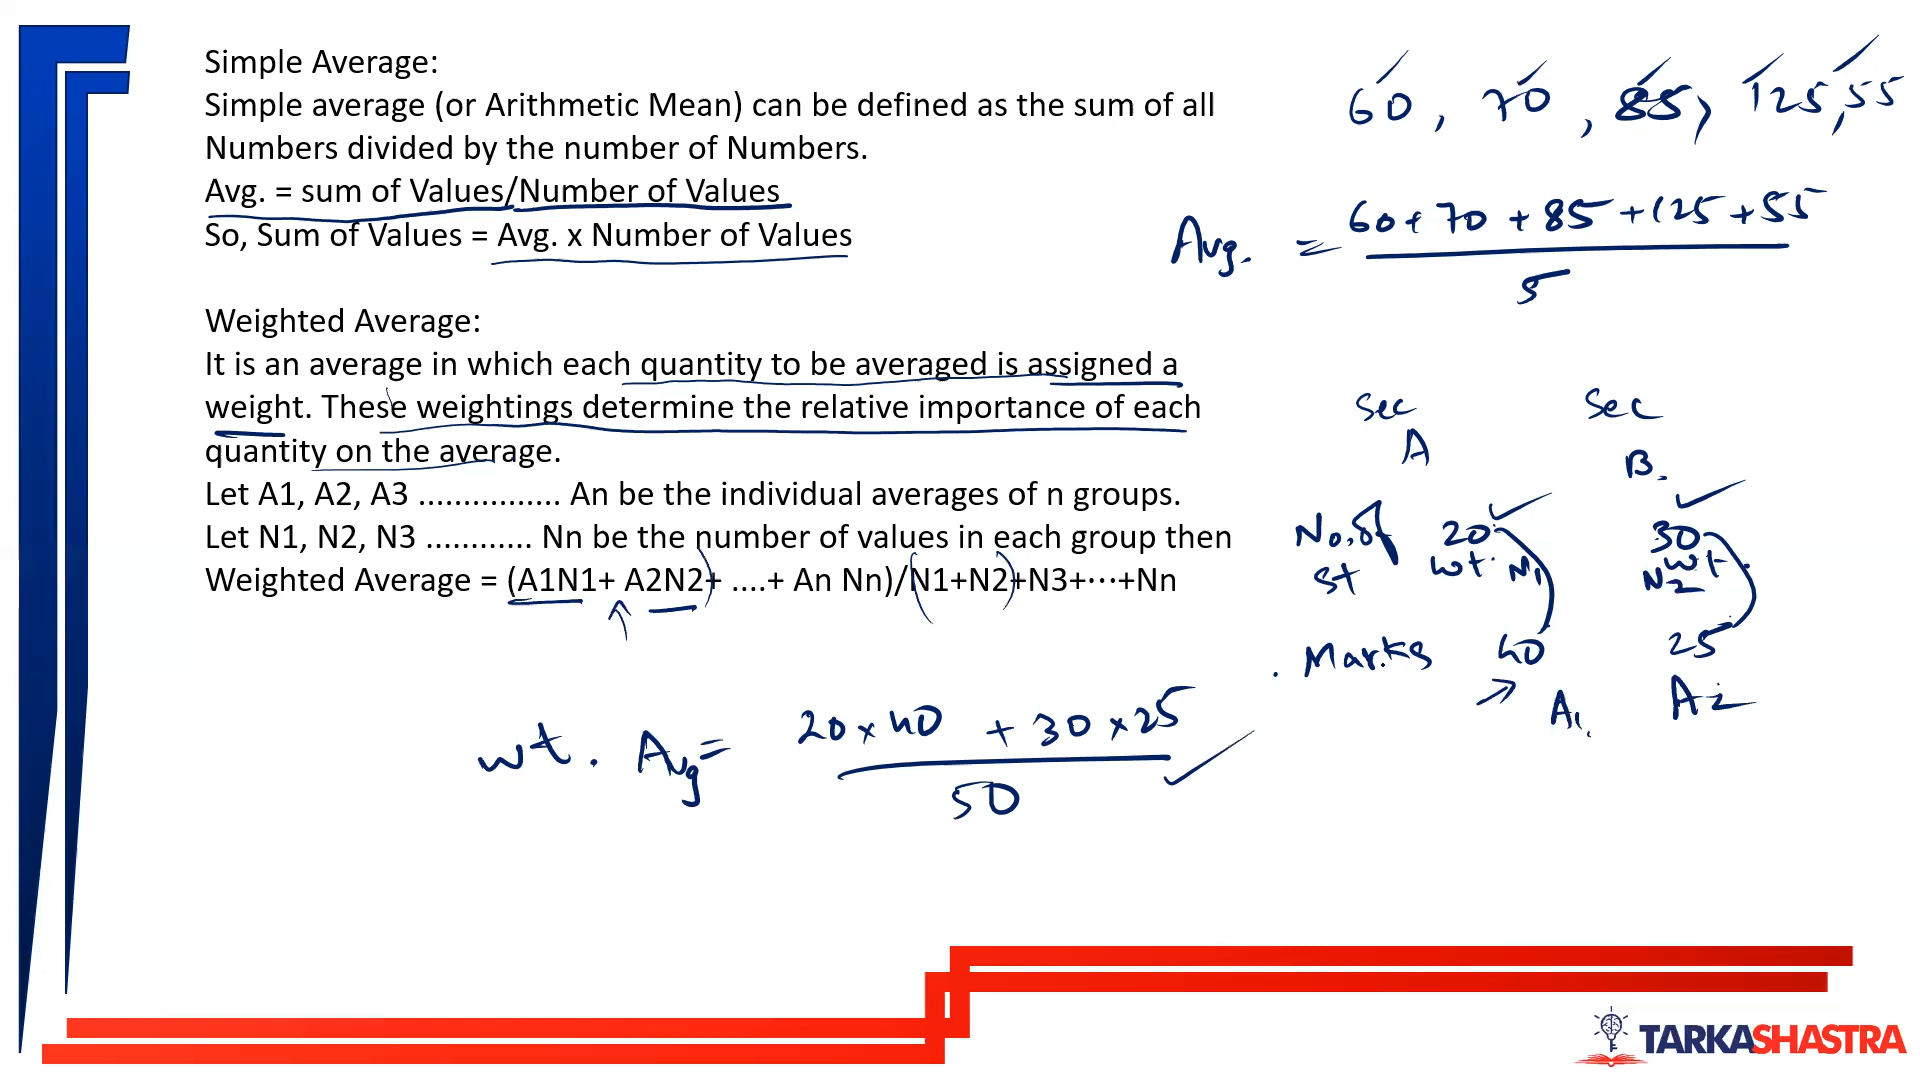 Simple Average:
Simple average (or Arithmetic Mean) can be defined as the sum of all
Numbers divided by the number of Numbers.
Avg. = sum of Values/Number of Values
So, Sum of Values = Avg. x Number of Values
60, 70, 85, 125, 55
Avg. = 60+70+85+125+55
5
Weighted Average:
It is an average in which each quantity to be averaged is assigned a
weight. These weightings determine the relative importance of each
quantity on the average.
Let A1, A2, A3 ................ An be the individual averages of n groups.
Let N1, N2, N3 ............ Nn be the number of values in each group then
Weighted Average = (A1N1+ A2N2)+ ....+ An Nn)/(N1+N2)+N3+···+Nn
Sec Sec
A B.
No. of 20 30
St wt. N1 wt. N2
Marks 40 25
A1. A2
wt. Avg = 20 x 40 + 30 x 25
50
TARKASHASTRA